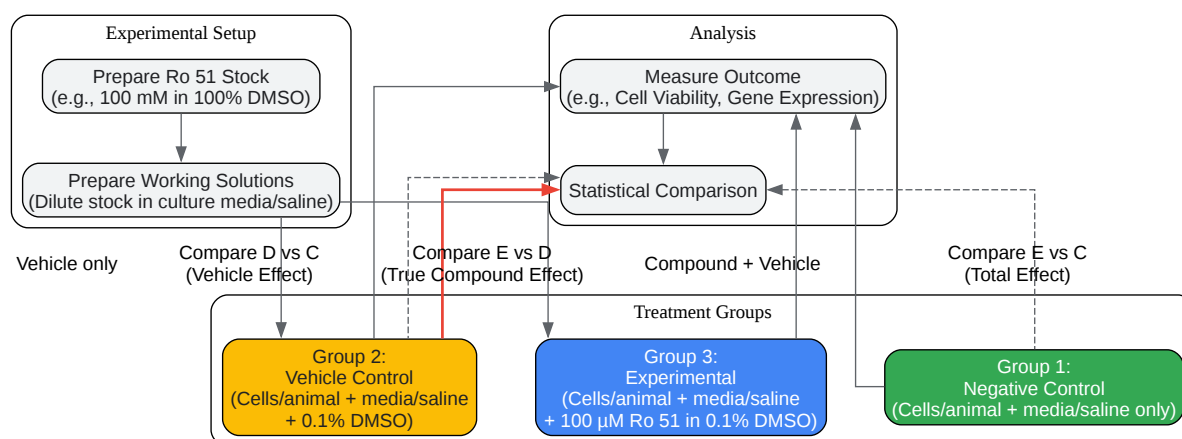 Experimental Setup
Prepare Ro 51 Stock
(e.g., 100 mM in 100% DMSO)
Prepare Working Solutions
(Dilute stock in culture media/saline)
Analysis
Measure Outcome
(e.g., Cell Viability, Gene Expression)
Statistical Comparison
Vehicle only
Compare D vs C
(Vehicle Effect)
Compare E vs D
(True Compound Effect)
Compound + Vehicle
Compare E vs C
(Total Effect)
Treatment Groups
Group 2:
Vehicle Control
(Cells/animal + media/saline
+ 0.1% DMSO)
Group 3:
Experimental
(Cells/animal + media/saline
+ 100 µM Ro 51 in 0.1% DMSO)
Group 1:
Negative Control
(Cells/animal + media/saline only)